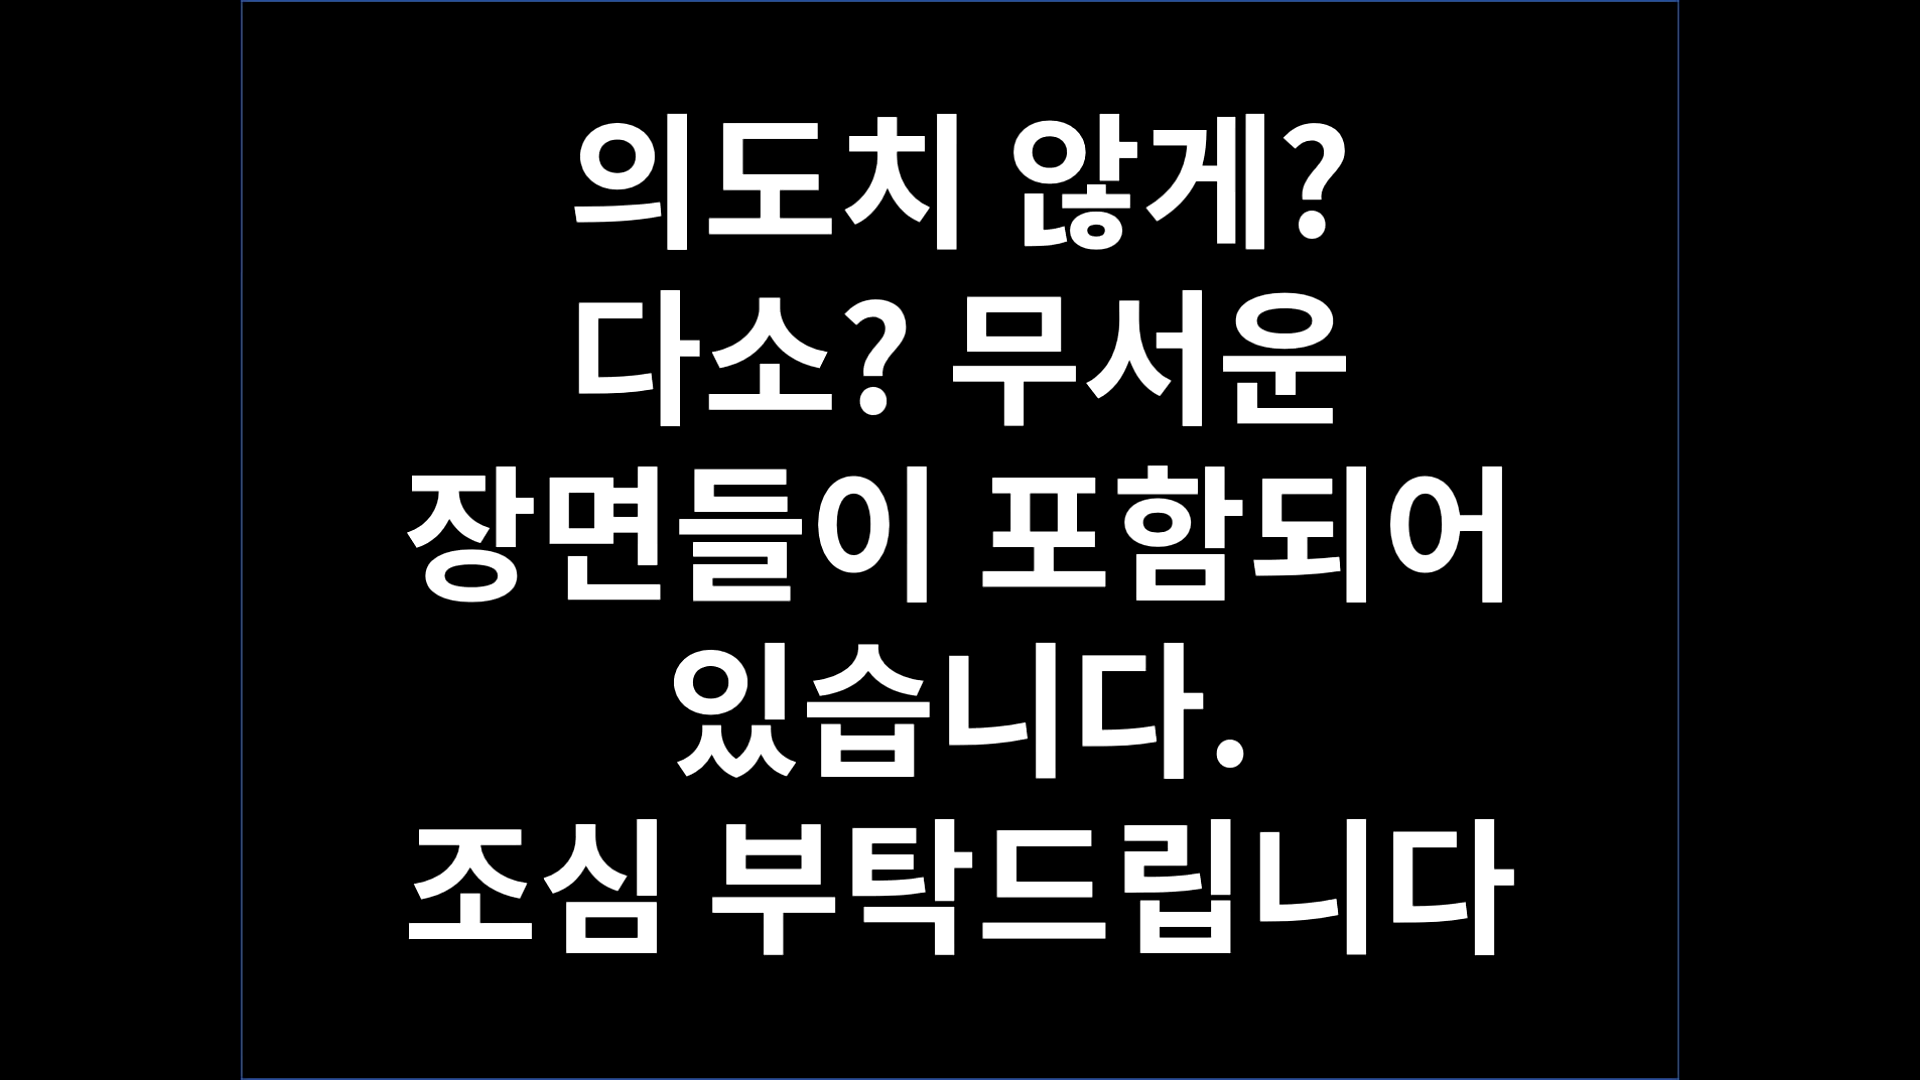 의도치 않게?
다소? 무서운
장면들이 포함되어
있습니다.
조심 부탁드립니다